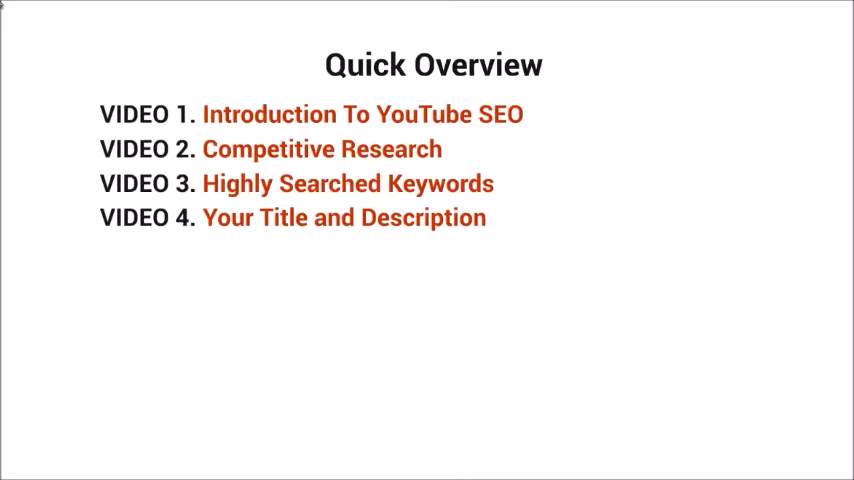 Quick Overview
VIDEO 1. Introduction To YouTube SEO
VIDEO 2. Competitive Research
VIDEO 3. Highly Searched Keywords
VIDEO 4. Your Title and Description